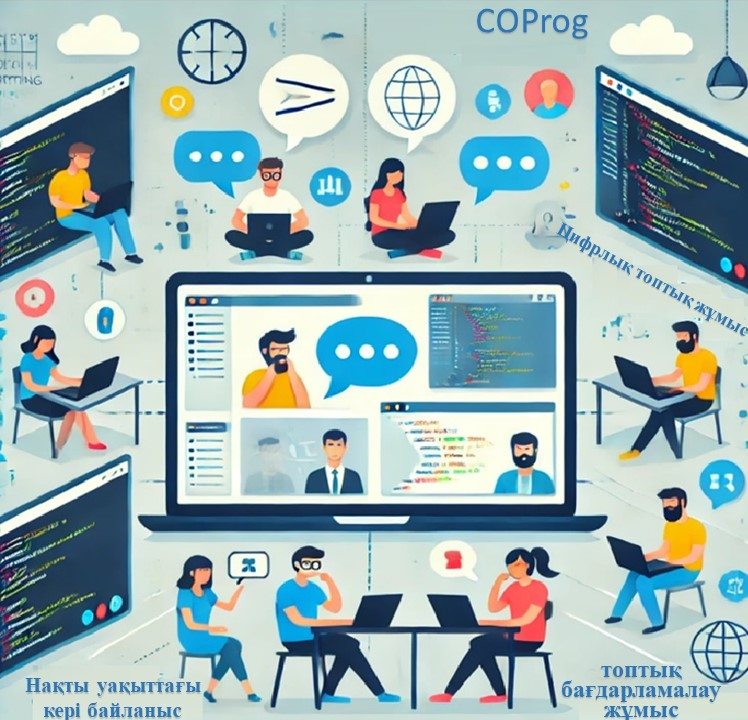 COProg
Цифрлық топтық жұмыс
Нақты уақыттағы
кері байланыс
топтық
бағдарламалау
жұмыс